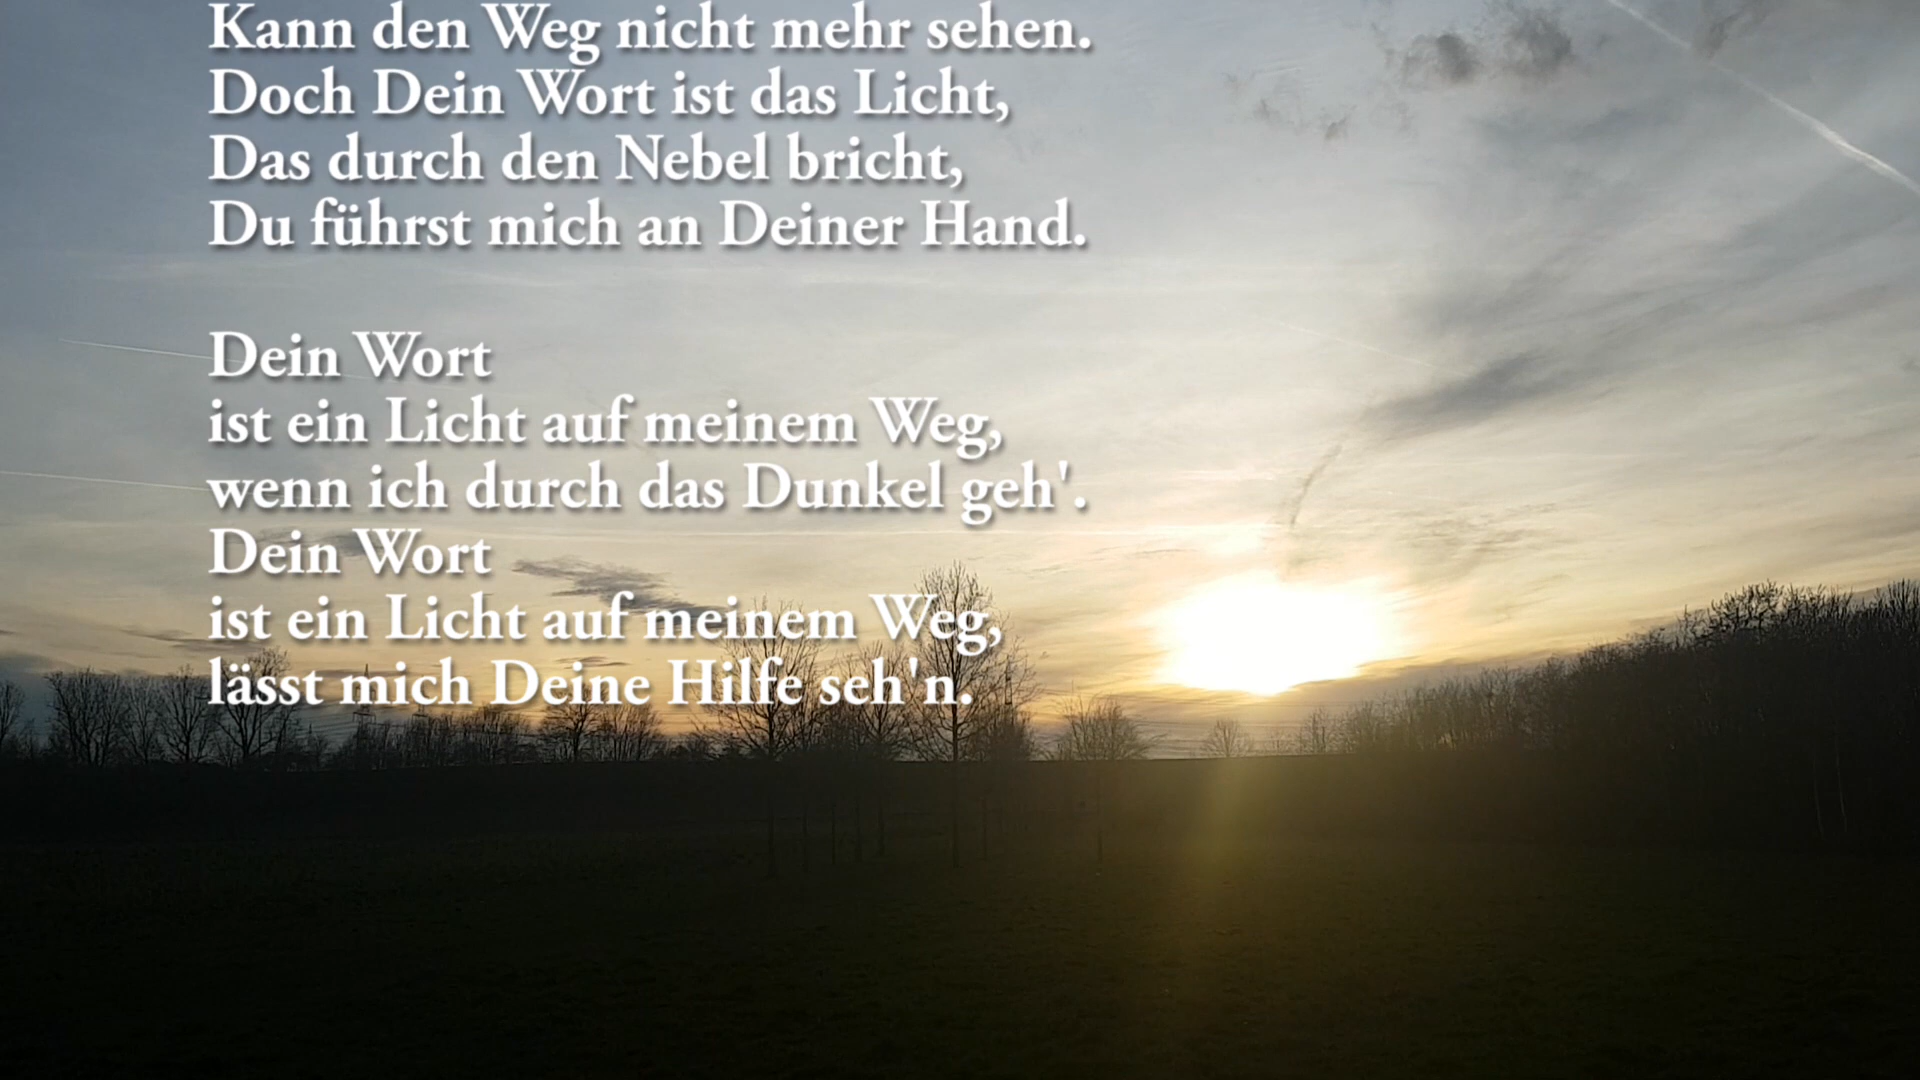 Kann den Weg nicht mehr sehen.
Doch Dein Wort ist das Licht,
Das durch den Nebel bricht,
Du führst mich an Deiner Hand.
Dein Wort
ist ein Licht auf meinem Weg,
wenn ich durch das Dunkel geh'.
Dein Wort
ist ein Licht auf meinem Weg,
lässt mich Deine Hilfe seh'n.